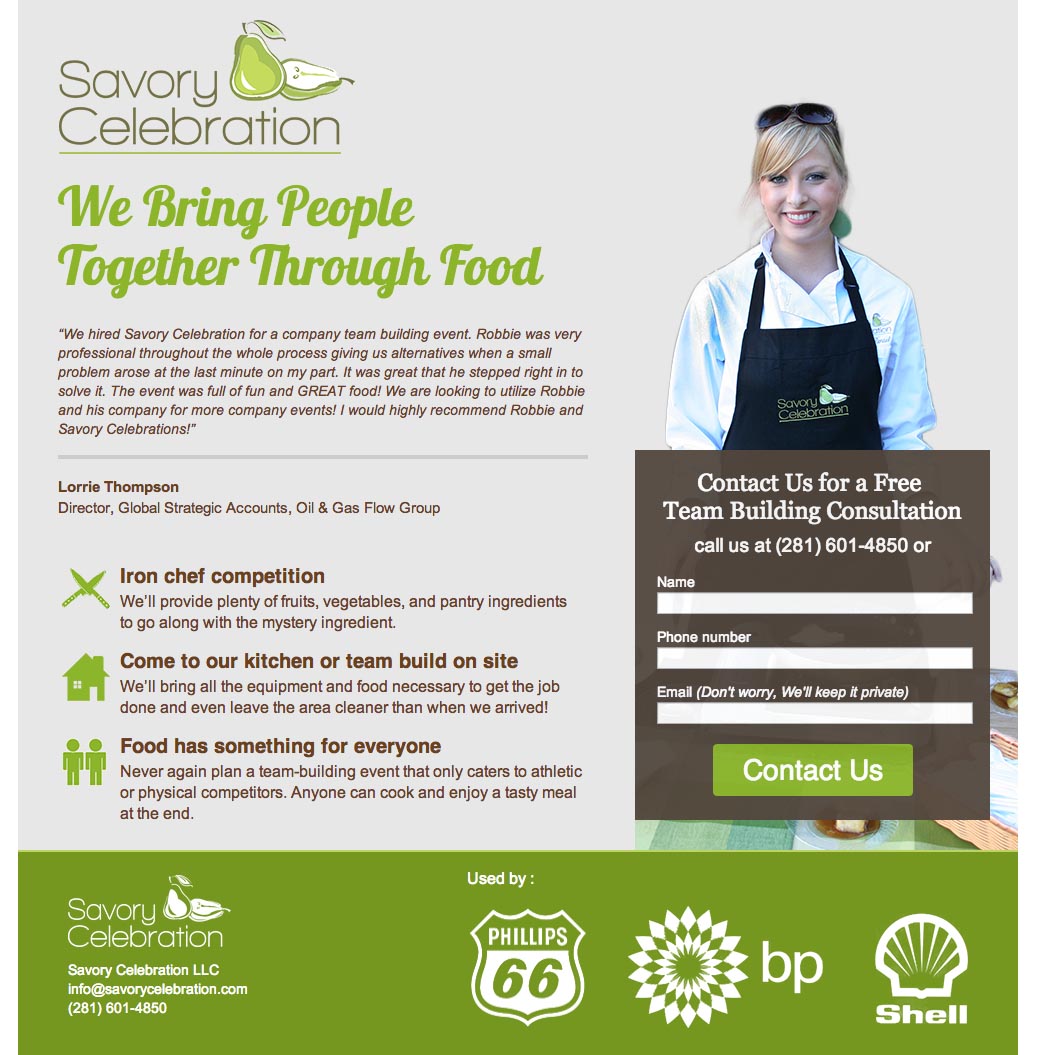 Savory
Celebration
We Bring People
Together Through Food
“We hired Savory Celebration for a company team building event. Robbie was very
professional throughout the whole process giving us alternatives when a small
problem arose at the last minute on my part. It was great that he stepped right in to
solve it. The event was full of fun and GREAT food! We are looking to utilize Robbie
and his company for more company events! I would highly recommend Robbie and
Savory Celebrations!”
Lorrie Thompson
Director, Global Strategic Accounts, Oil & Gas Flow Group
Iron chef competition
We’ll provide plenty of fruits, vegetables, and pantry ingredients
to go along with the mystery ingredient.
Come to our kitchen or team build on site
We’ll bring all the equipment and food necessary to get the job
done and even leave the area cleaner than when we arrived!
Food has something for everyone
Never again plan a team-building event that only caters to athletic
or physical competitors. Anyone can cook and enjoy a tasty meal
at the end.
Savory
Celebration
Contact Us for a Free
Team Building Consultation
call us at (281) 601-4850 or
Name
Phone number
Email (Don't worry, We'll keep it private)
Contact Us
Savory
Celebration
Savory Celebration LLC
info@savorycelebration.com
(281) 601-4850
Used by :
PHILLIPS
66
bp
Shell